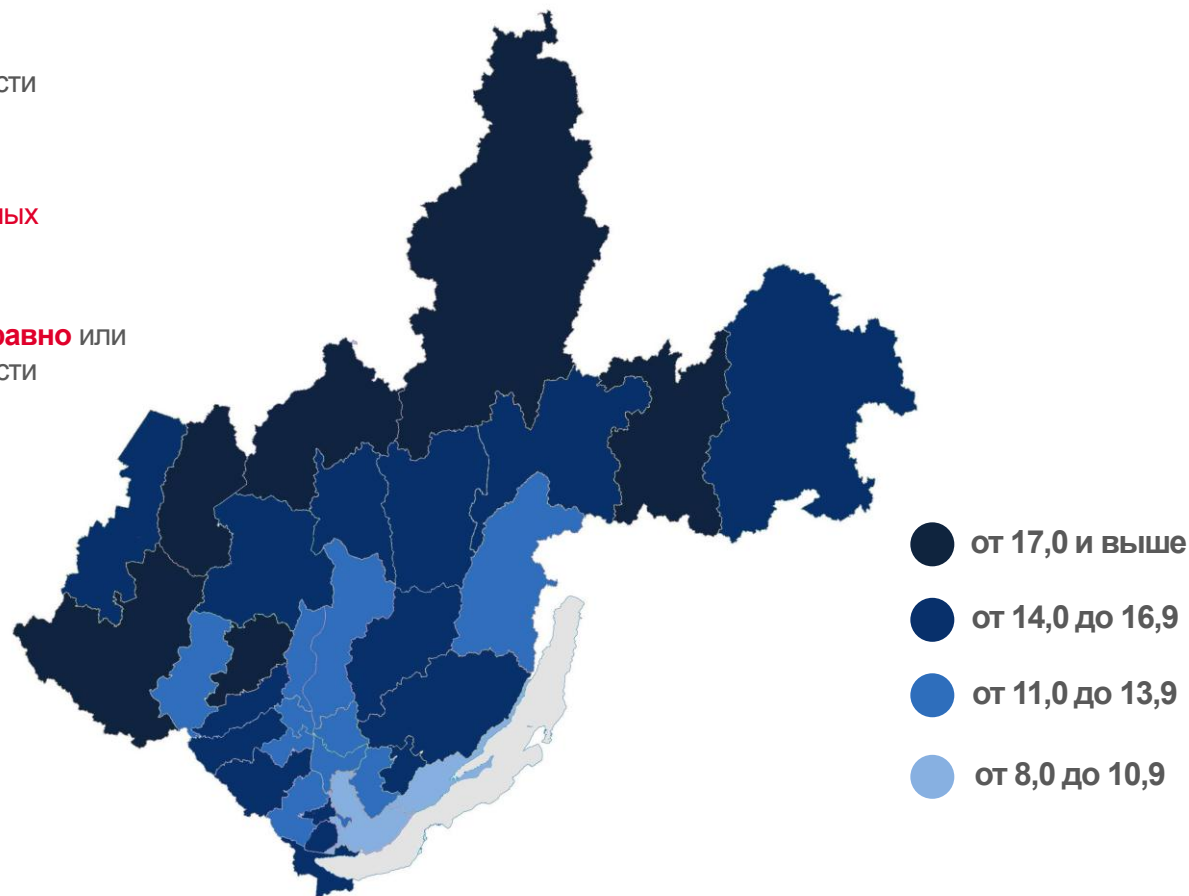 сти
ных
равно или
сти
от 17,0 и выше
от 14,0 до 16,9
от 11,0 до 13,9
от 8,0 до 10,9